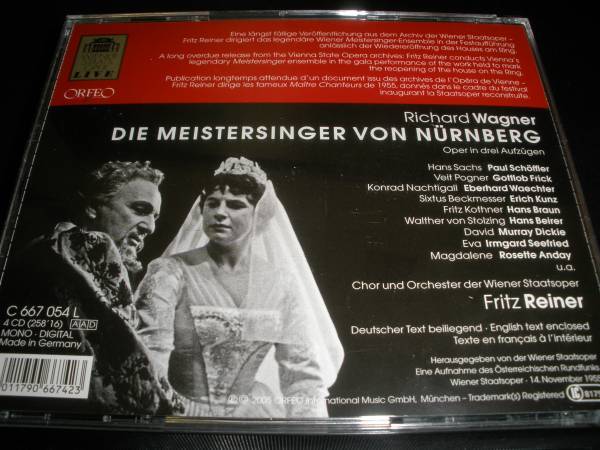 Eine längst fällige Veröffentlichung aus dem Archiv der Wiener Staatsoper –
Fritz Reiner dirigiert das legendäre Wiener Meistersinger-Ensemble in der Festaufführung
anlässlich der Wiedereröffnung des Hauses am Ring.
A long overdue release from the Vienna State Opera archives: Fritz Reiner conducts Vienna's
legendary Meistersinger ensemble in the gala performance of the work held to mark
the reopening of the house on the Ring.
Publication longtemps attendue d'un document issu des archives de l'Opéra de Vienne –
Fritz Reiner dirige les fameux Maître Chanteurs de 1955, donnés dans le cadre du festival
inaugurant la Staatsoper reconstruite.
LIVE
ORFEO
Richard Wagner
DIE MEISTERSINGER VON NÜRNBERG
Oper in drei Aufzügen
Hans Sachs Paul Schöffler
Veit Pogner Gottlob Frick
Konrad Nachtigall Eberhard Waechter
Sixtus Beckmesser Erich Kunz
Fritz Kothner Hans Braun
Walther von Stolzing Hans Beirer
David Murray Dickie
Eva Irmgard Seefried
Magdalene Rosette Anday
u.a.
Chor und Orchester der Wiener Staatsoper
Fritz Reiner
C 667 054 L
4 CD (258'16) AAD
MONO · DIGITAL
Made in Germany
Deutscher Text beiliegend · English text enclosed
Texte en français à l'intérieur
Herausgegeben von der Wiener Staatsoper
Eine Aufnahme des Österreichischen Rundfunks
Wiener Staatsoper · 14. November 1955
011790 667423
℗ © 2005 ORFEO International Music GmbH, München – Trademark(s) Registered